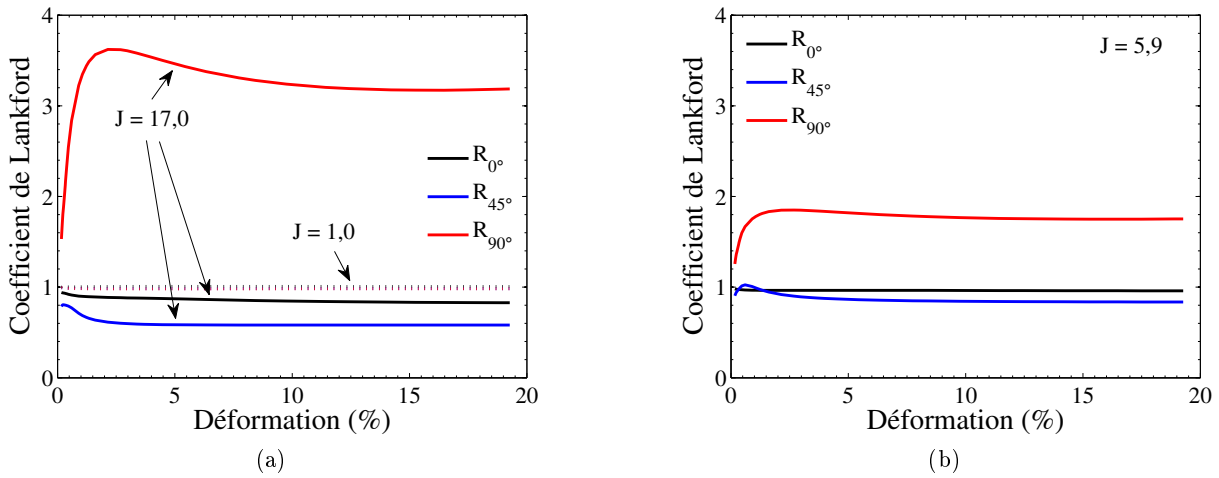 4
3
2
1
0
0
5
10
15
20
Coefficient de Lankford
Déformation (%)
J = 17,0
J = 1,0
R0°
R45°
R90°
(a)
4
3
2
1
0
0
5
10
15
20
Coefficient de Lankford
Déformation (%)
R0°
R45°
R90°
J = 5,9
(b)